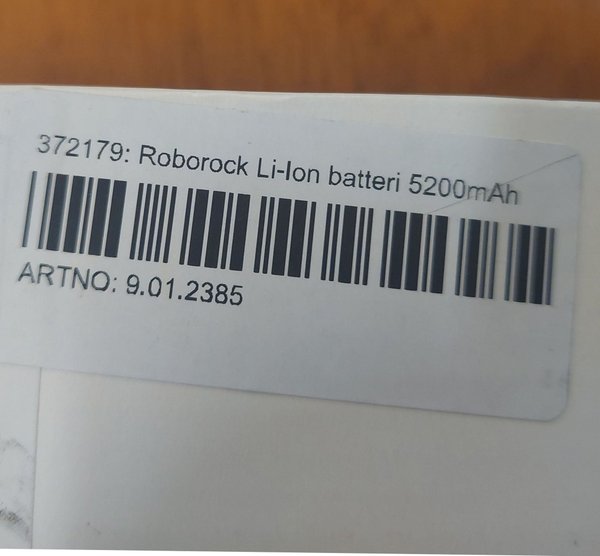 372179: Roborock Li-Ion batteri 5200mAh
ARTNO: 9.01.2385